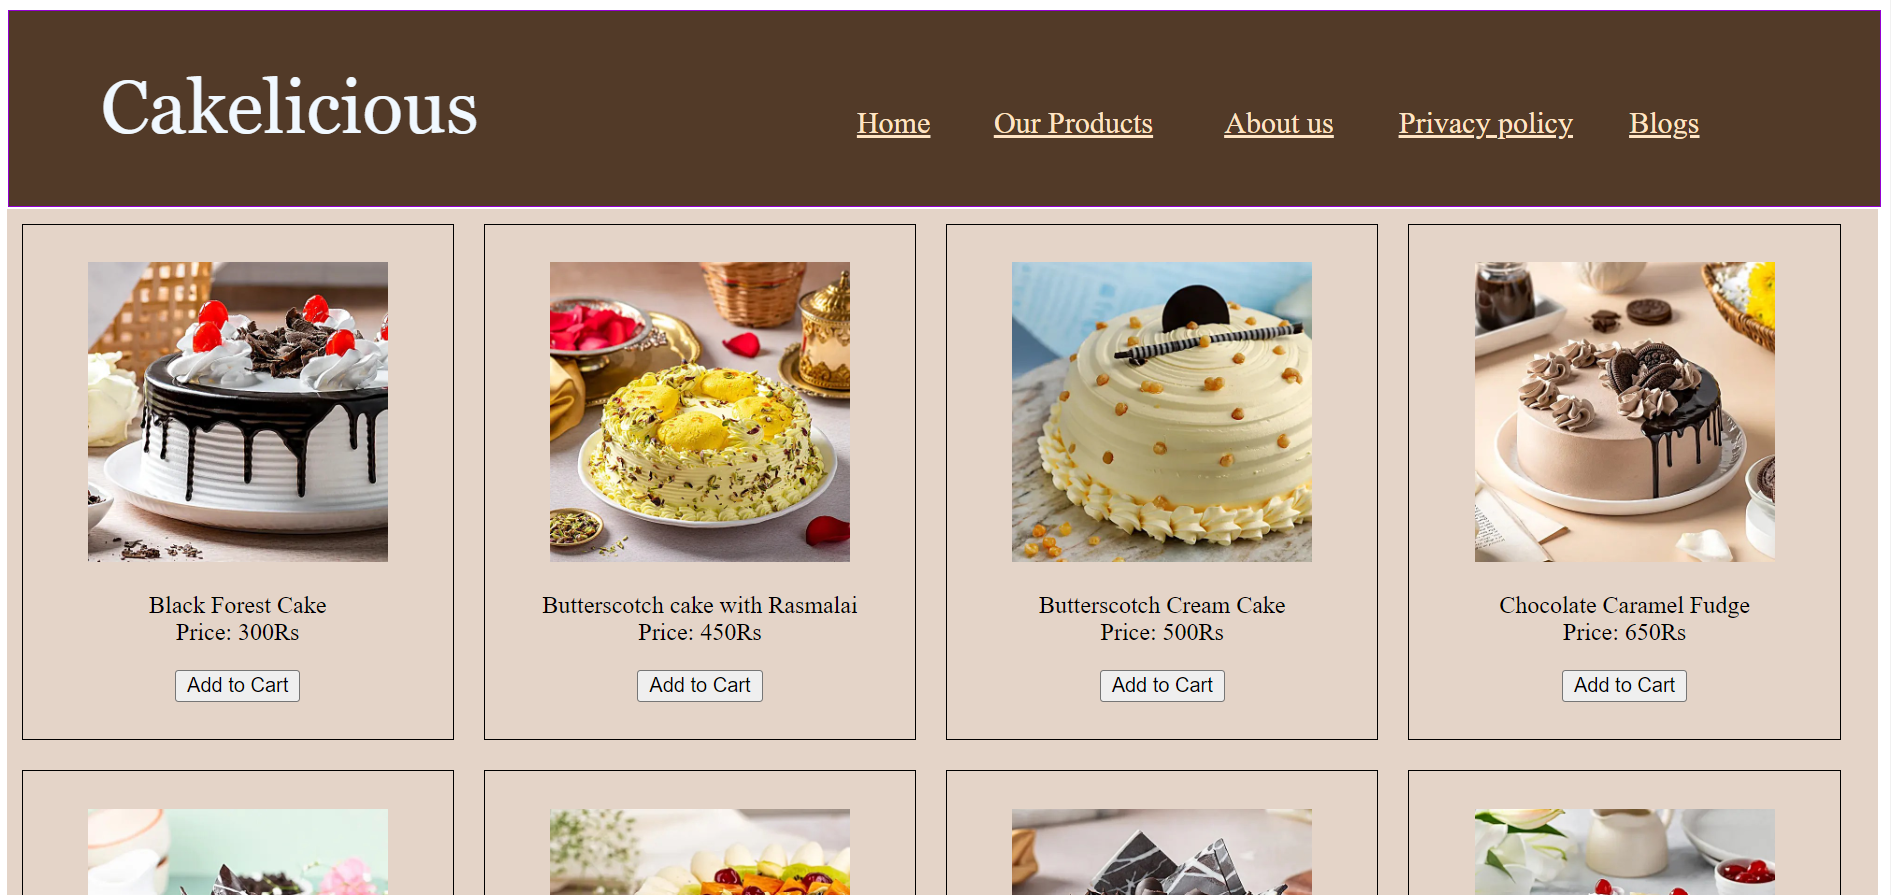 Cakelicious
Home Our Products About us Privacy policy Blogs
Black Forest Cake
Price: 300Rs
Add to Cart
Butterscotch cake with Rasmalai
Price: 450Rs
Add to Cart
Butterscotch Cream Cake
Price: 500Rs
Add to Cart
Chocolate Caramel Fudge
Price: 650Rs
Add to Cart